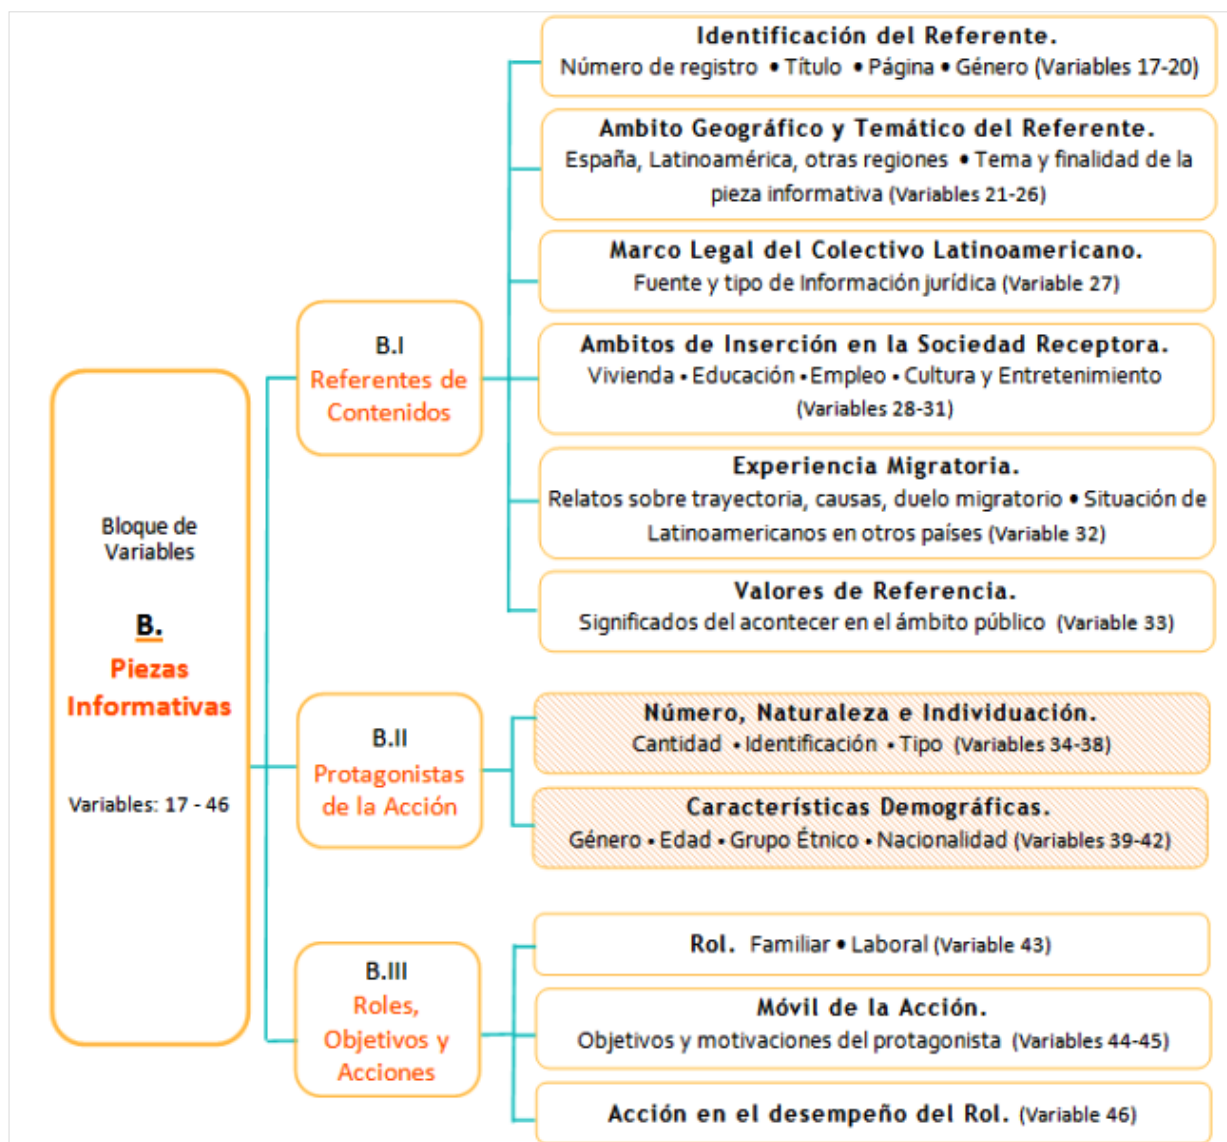 Bloque de
Variables
B.
Piezas
Informativas
Variables: 17 - 46
B.I
Referentes de
Contenidos
Identificación del Referente.
Número de registro • Título • Página • Género (Variables 17-20)
Ambito Geográfico y Temático del Referente.
España, Latinoamérica, otras regiones • Tema y finalidad de la
pieza informativa (Variables 21-26)
Marco Legal del Colectivo Latinoamericano.
Fuente y tipo de Información jurídica (Variable 27)
Ambitos de Inserción en la Sociedad Receptora.
Vivienda • Educación • Empleo • Cultura y Entretenimiento
(Variables 28-31)
Experiencia Migratoria.
Relatos sobre trayectoria, causas, duelo migratorio • Situación de
Latinoamericanos en otros países (Variable 32)
Valores de Referencia.
Significados del acontecer en el ámbito público (Variable 33)
B.II
Protagonistas
de la Acción
Número, Naturaleza e Individuación.
Cantidad • Identificación • Tipo (Variables 34-38)
Características Demográficas.
Género • Edad • Grupo Étnico • Nacionalidad (Variables 39-42)
B.III
Roles,
Objetivos y
Acciones
Rol. Familiar • Laboral (Variable 43)
Móvil de la Acción.
Objetivos y motivaciones del protagonista (Variables 44-45)
Acción en el desempeño del Rol. (Variable 46)